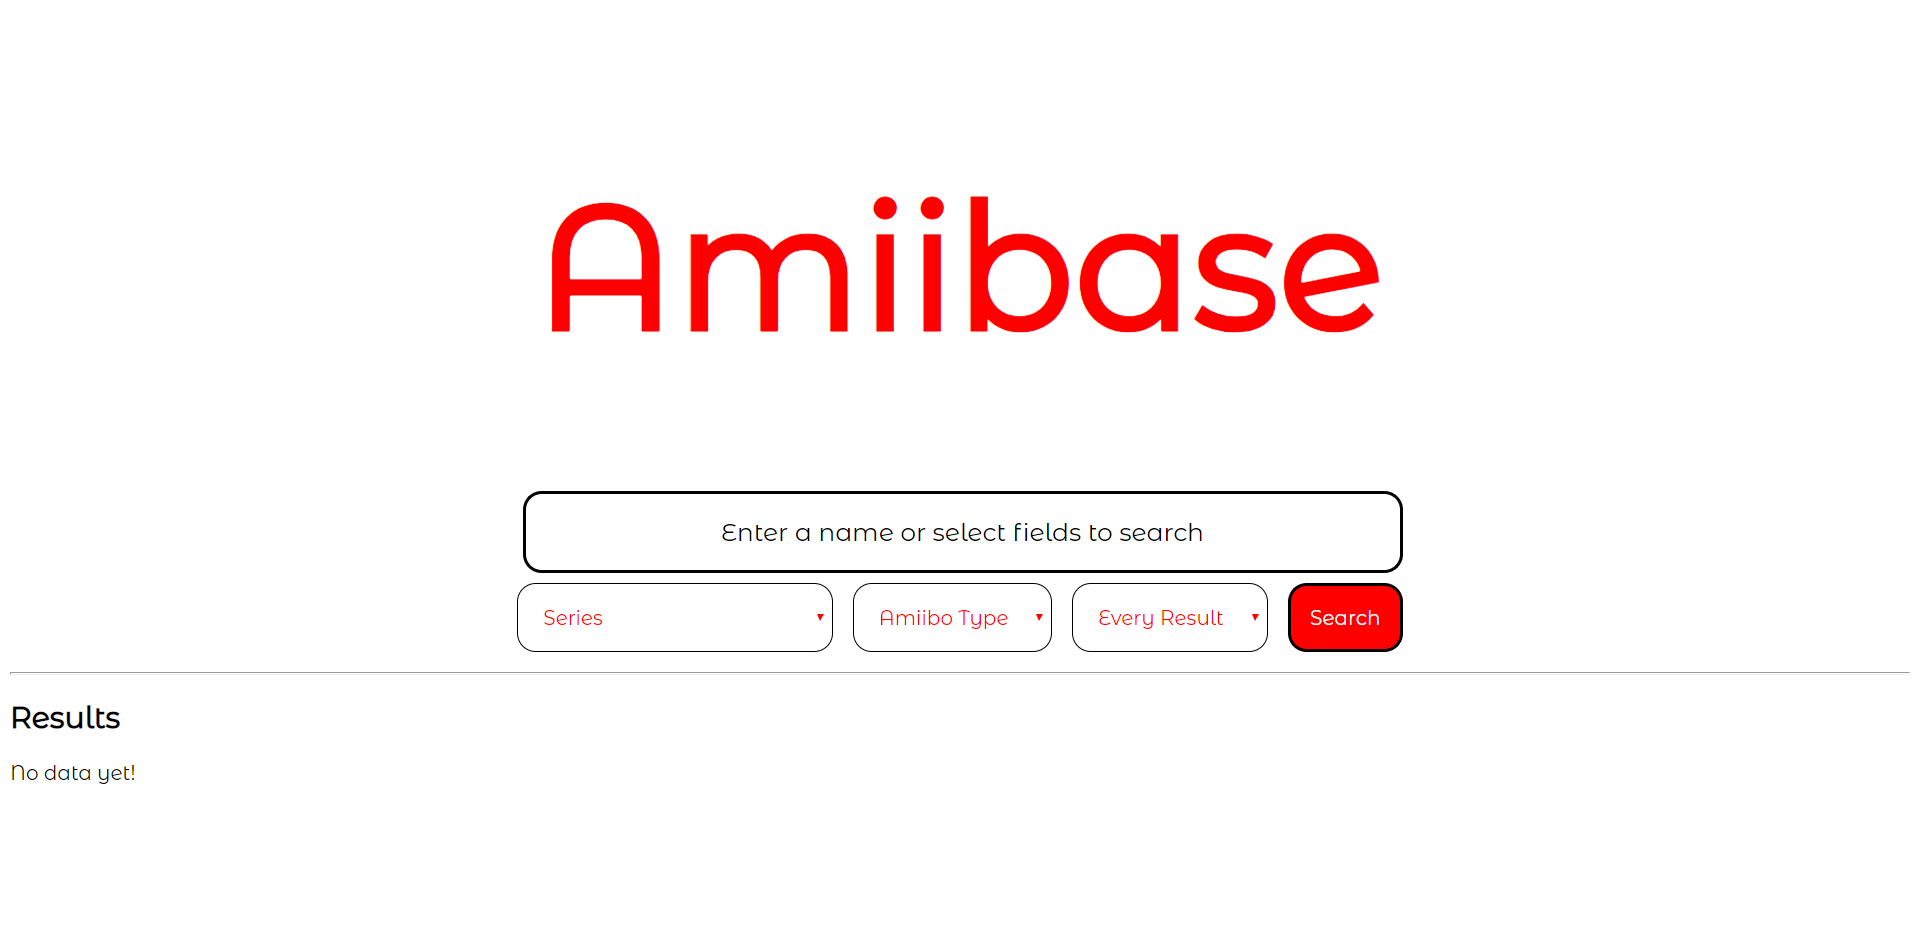 Amiibase
Enter a name or select fields to search
Series
Amiibo Type
Every Result
Search
Results
No data yet!